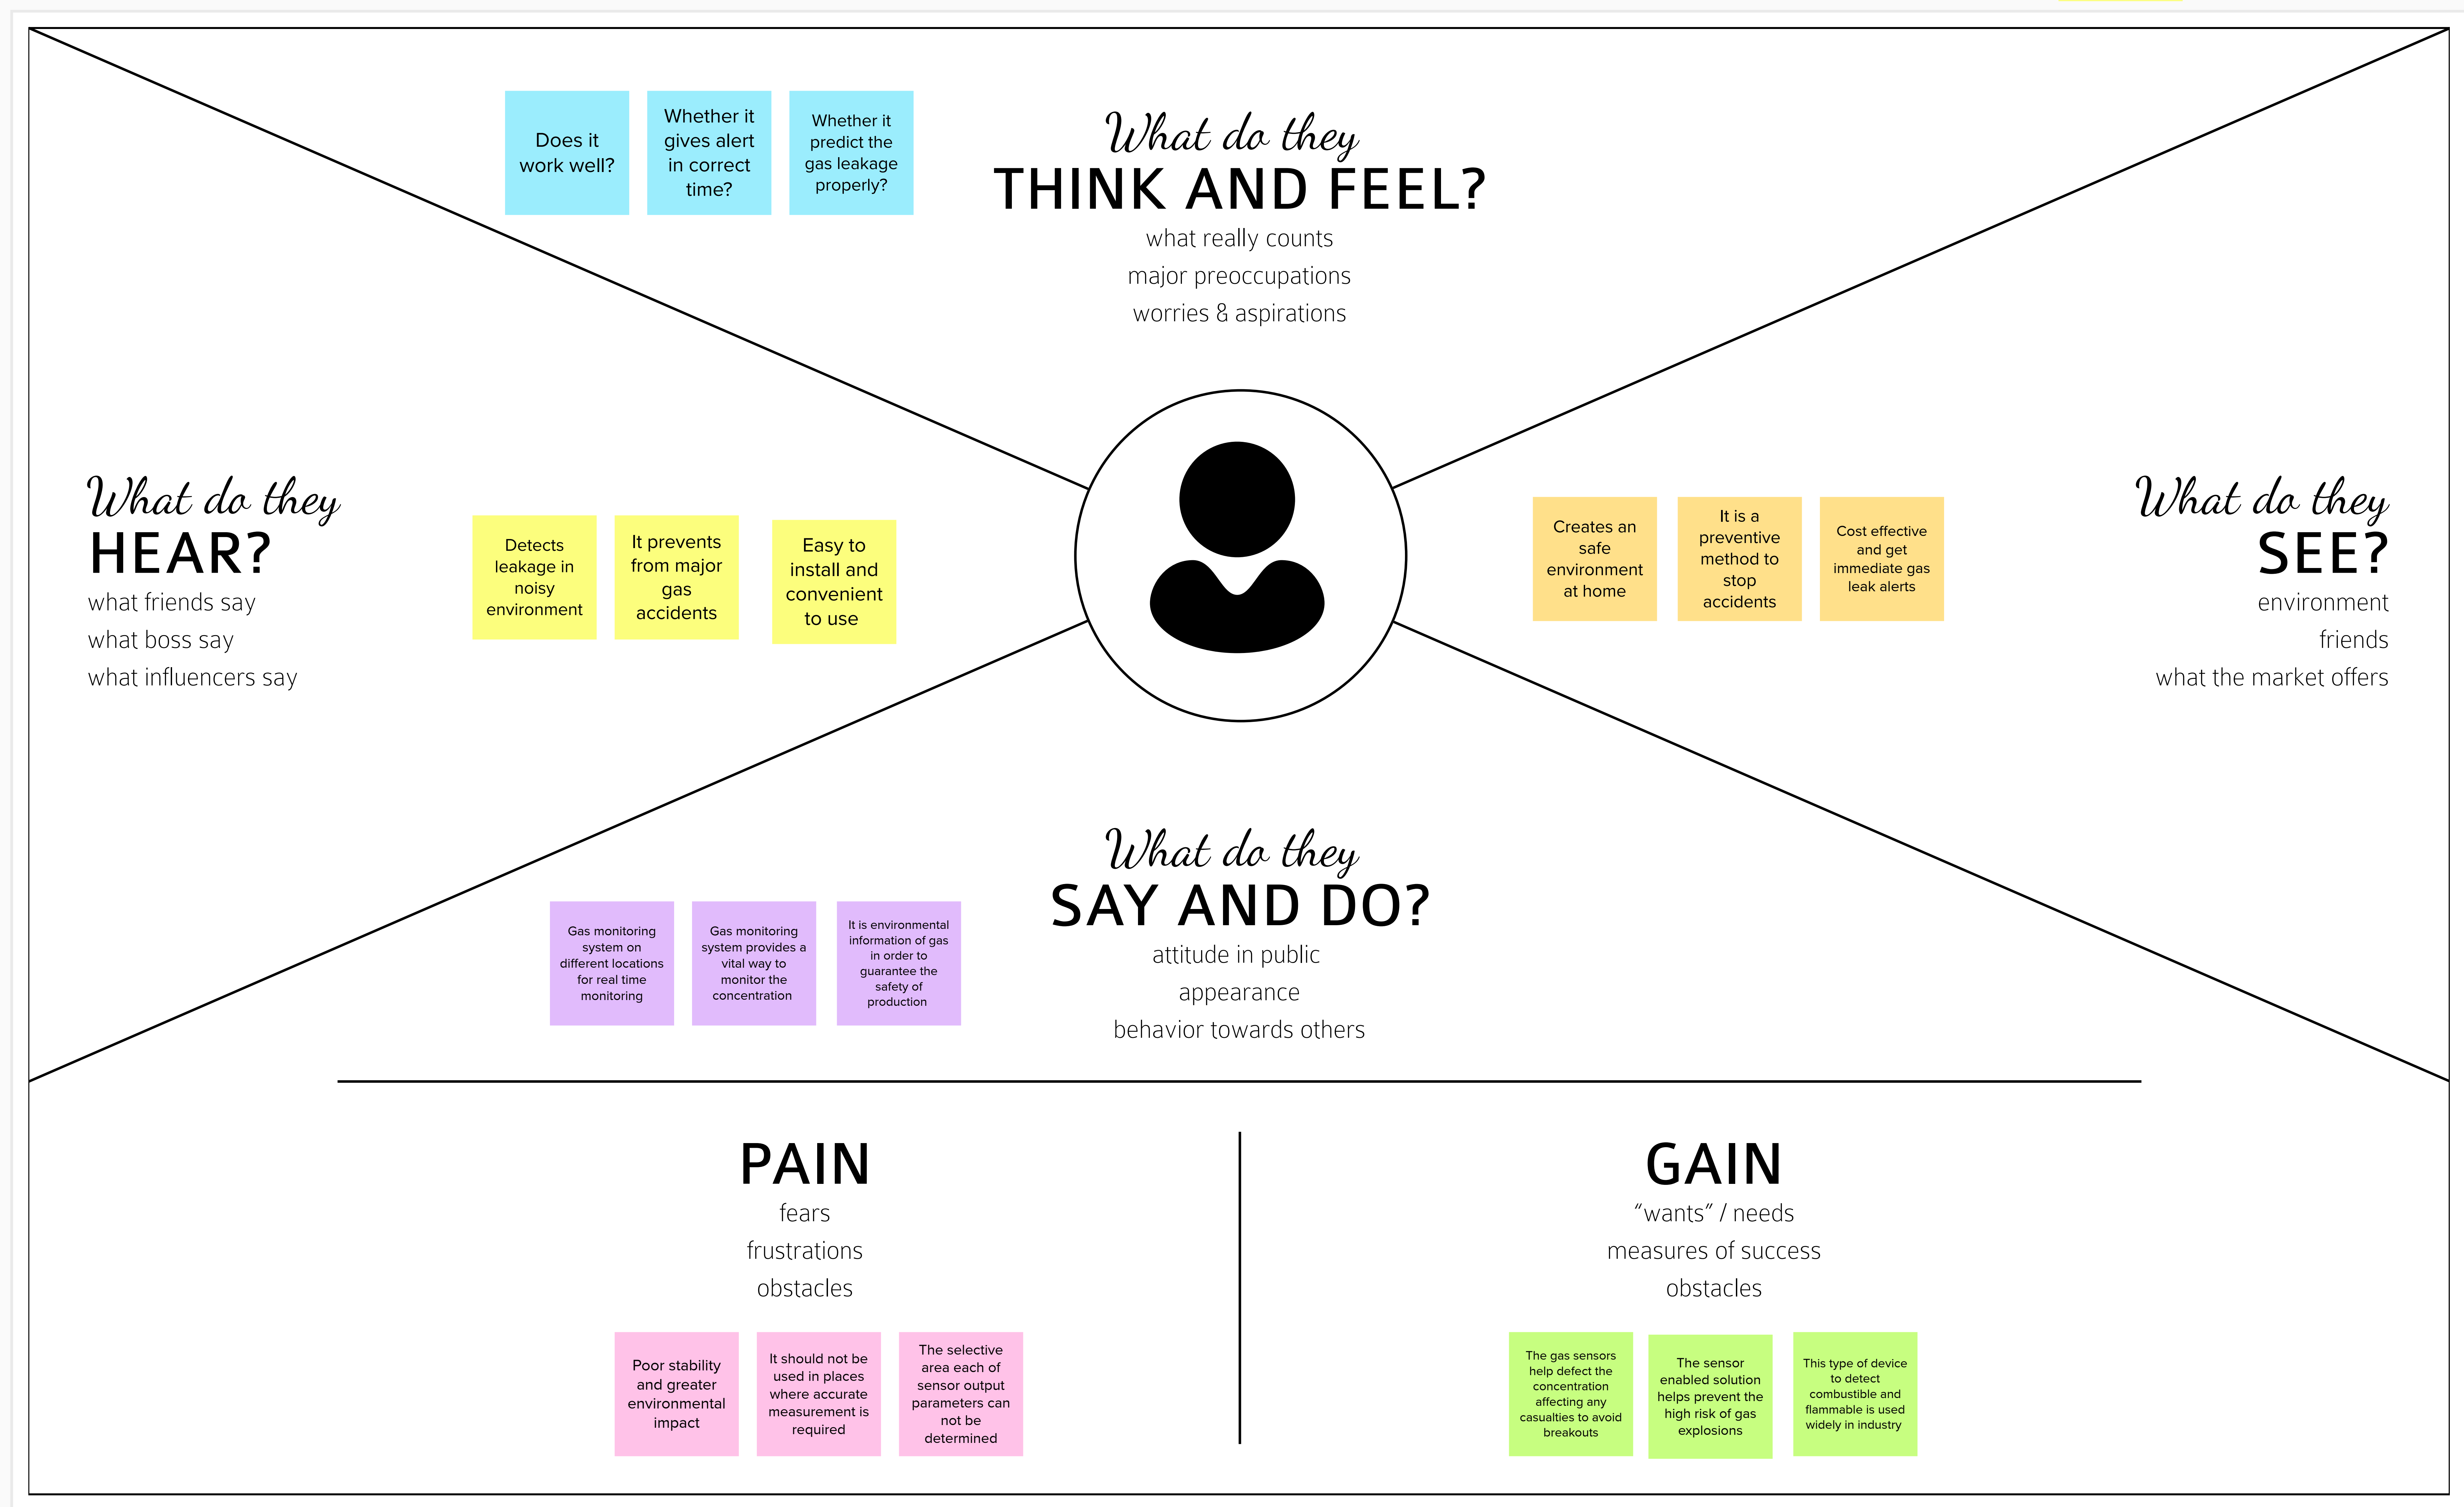 Does it
work well?
Whether it
gives alert
in correct
time?
Whether it
predict the
gas leakage
properly?
What do they
THINK AND FEEL?
what really counts
major preoccupations
worries & aspirations
What do they
HEAR?
what friends say
what boss say
what influencers say
Detects
leakage in
noisy
environment
It prevents
from major
gas
accidents
Easy to
install and
convenient
to use
Creates an
safe
environment
at home
It is a
preventive
method to
stop
accidents
Cost effective
and get
immediate gas
leak alerts
What do they
SEE?
environment
friends
what the market offers
What do they
SAY AND DO?
attitude in public
appearance
behavior towards others
Gas monitoring
system on
different locations
for real time
monitoring
Gas monitoring
system provides a
vital way to
monitor the
concentration
It is environmental
information of gas
in order to
guarantee the
safety of
production
PAIN
fears
frustrations
obstacles
Poor stability
and greater
environmental
impact
It should not be
used in places
where accurate
measurement is
required
The selective
area each of
sensor output
parameters can
not be
determined
GAIN
“wants” / needs
measures of success
obstacles
The gas sensors
help defect the
concentration
affecting any
casualties to avoid
breakouts
The sensor
enabled solution
helps prevent the
high risk of gas
explosions
This type of device
to detect
combustible and
flammable is used
widely in industry